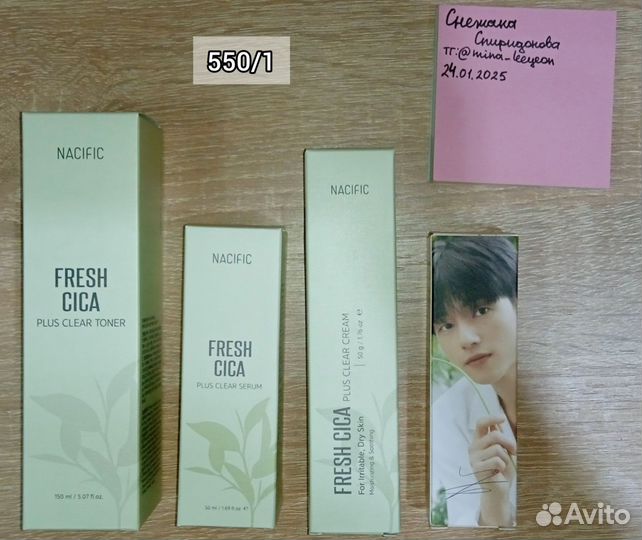 550/1
Снежана
Спиридонова
тг:@mina_leeyeon
24.01.2025
NACIFIC
FRESH
CICA
PLUS CLEAR TONER
150 ml / 5.07 fl.oz.
NACIFIC
FRESH
CICA
PLUS CLEAR SERUM
50 ml / 1.69 fl.oz. ℮
NACIFIC
FRESH CICA PLUS CLEAR CREAM
50 g / 1.76 oz ℮
For Irritable, Dry Skin
Moisturizing & Soothing
Avito